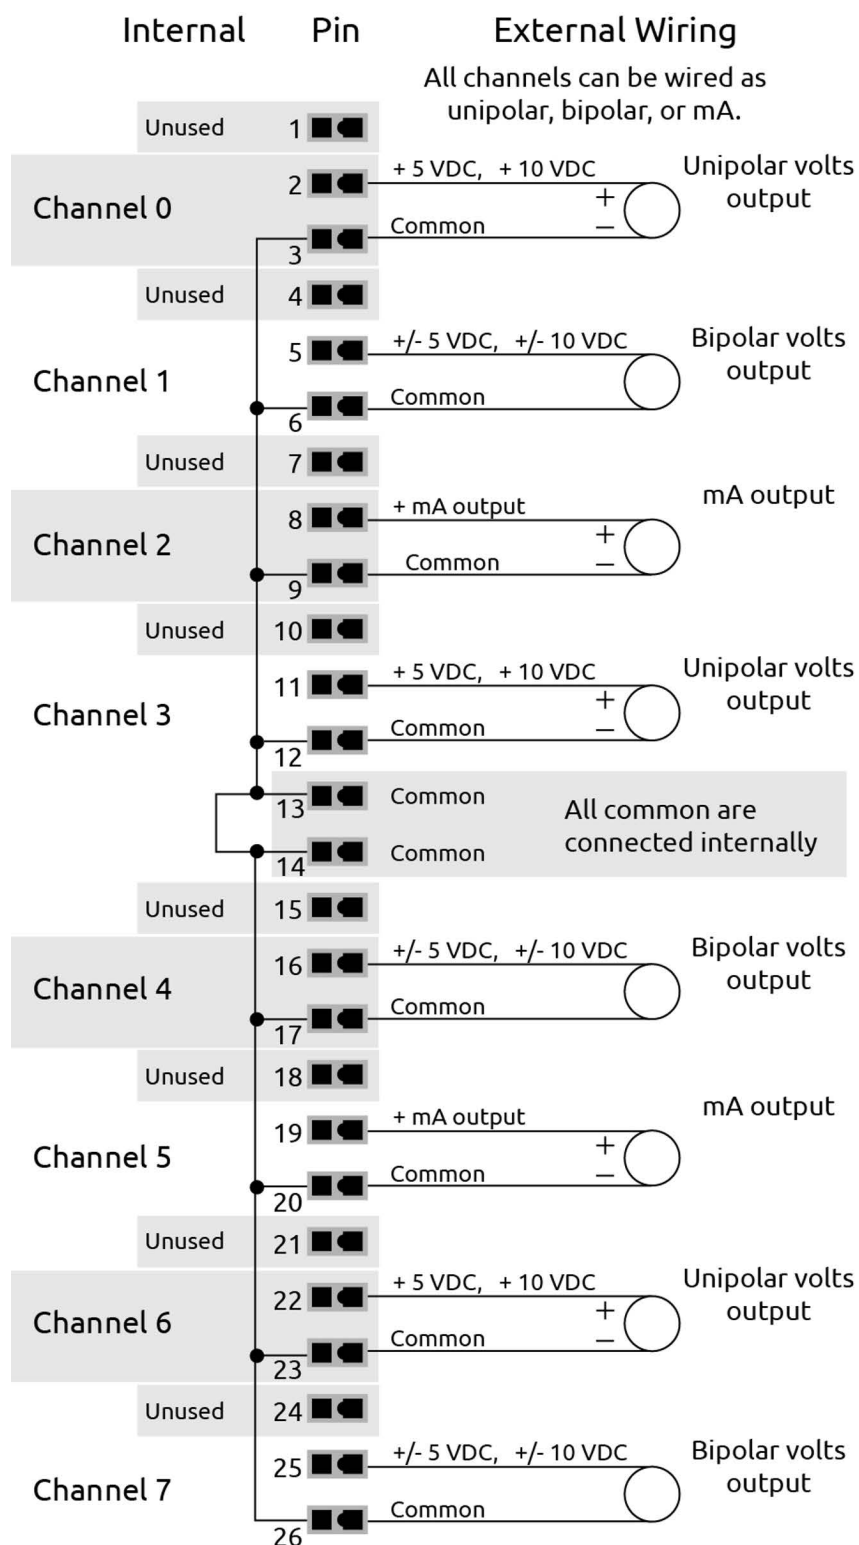 Internal Pin External Wiring
All channels can be wired as
unipolar, bipolar, or mA.
Unused 1
Channel 0
2 + 5 VDC, + 10 VDC
+
−
Unipolar volts
output
3 Common
Unused 4
Channel 1
5 +/- 5 VDC, +/- 10 VDC
Bipolar volts
output
6 Common
Unused 7
Channel 2
8 + mA output
+
−
mA output
9 Common
Unused 10
Channel 3
11 + 5 VDC, + 10 VDC
+
−
Unipolar volts
output
12 Common
13 Common
14 Common
All common are
connected internally
Unused 15
Channel 4
16 +/- 5 VDC, +/- 10 VDC
Bipolar volts
output
17 Common
Unused 18
Channel 5
19 + mA output
+
−
mA output
20 Common
Unused 21
Channel 6
22 + 5 VDC, + 10 VDC
+
−
Unipolar volts
output
23 Common
Unused 24
Channel 7
25 +/- 5 VDC, +/- 10 VDC
Bipolar volts
output
26 Common